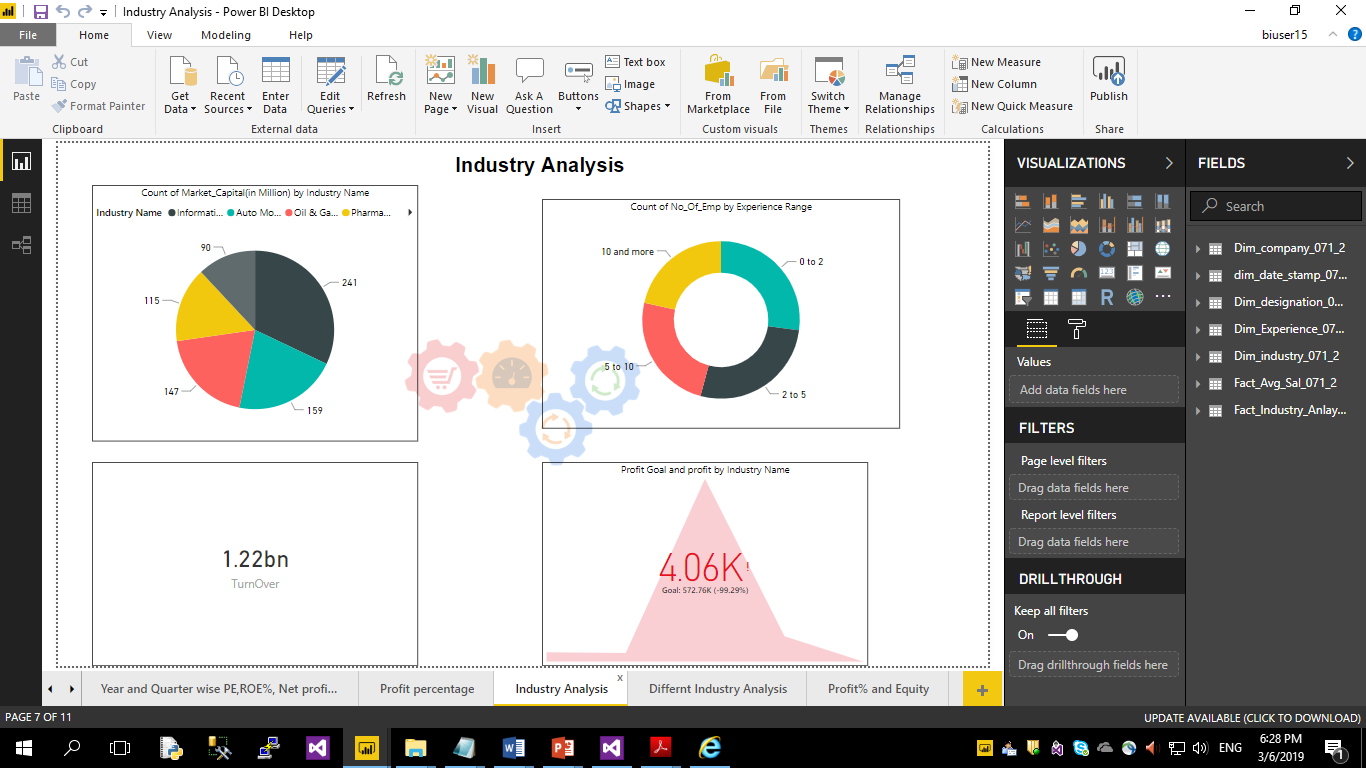 Industry Analysis - Power BI Desktop
File Home View Modeling Help biuser15
Paste Cut Copy Format Painter
Clipboard
Get Data Recent Sources Enter Data Edit Queries Refresh
External data
New Page New Visual Ask A Question Buttons Text box Image Shapes
Insert
From Marketplace From File
Custom visuals
Switch Theme
Themes
Manage Relationships
Relationships
New Measure
New Column
New Quick Measure
Calculations
Publish
Share
Industry Analysis
Count of Market_Capital(in Million) by Industry Name
Industry Name Informati... Auto Mo... Oil & Ga... Pharma...
90
241
115
147
159
Count of No_Of_Emp by Experience Range
10 and more
0 to 2
5 to 10
2 to 5
1.22bn
TurnOver
Profit Goal and profit by Industry Name
4.06K!
Goal: 572.76K (-99.29%)
VISUALIZATIONS
R
Values
Add data fields here
FILTERS
Page level filters
Drag data fields here
Report level filters
Drag data fields here
DRILLTHROUGH
Keep all filters
On
Drag drillthrough fields here
FIELDS
Search
Dim_company_071_2
dim_date_stamp_07...
Dim_designation_0...
Dim_Experience_07...
Dim_industry_071_2
Fact_Avg_Sal_071_2
Fact_Industry_Anlay...
Year and Quarter wise PE,ROE%, Net profi... Profit percentage Industry Analysis x Differnt Industry Analysis Profit% and Equity +
PAGE 7 OF 11 UPDATE AVAILABLE (CLICK TO DOWNLOAD)
ENG
6:28 PM
3/6/2019
1